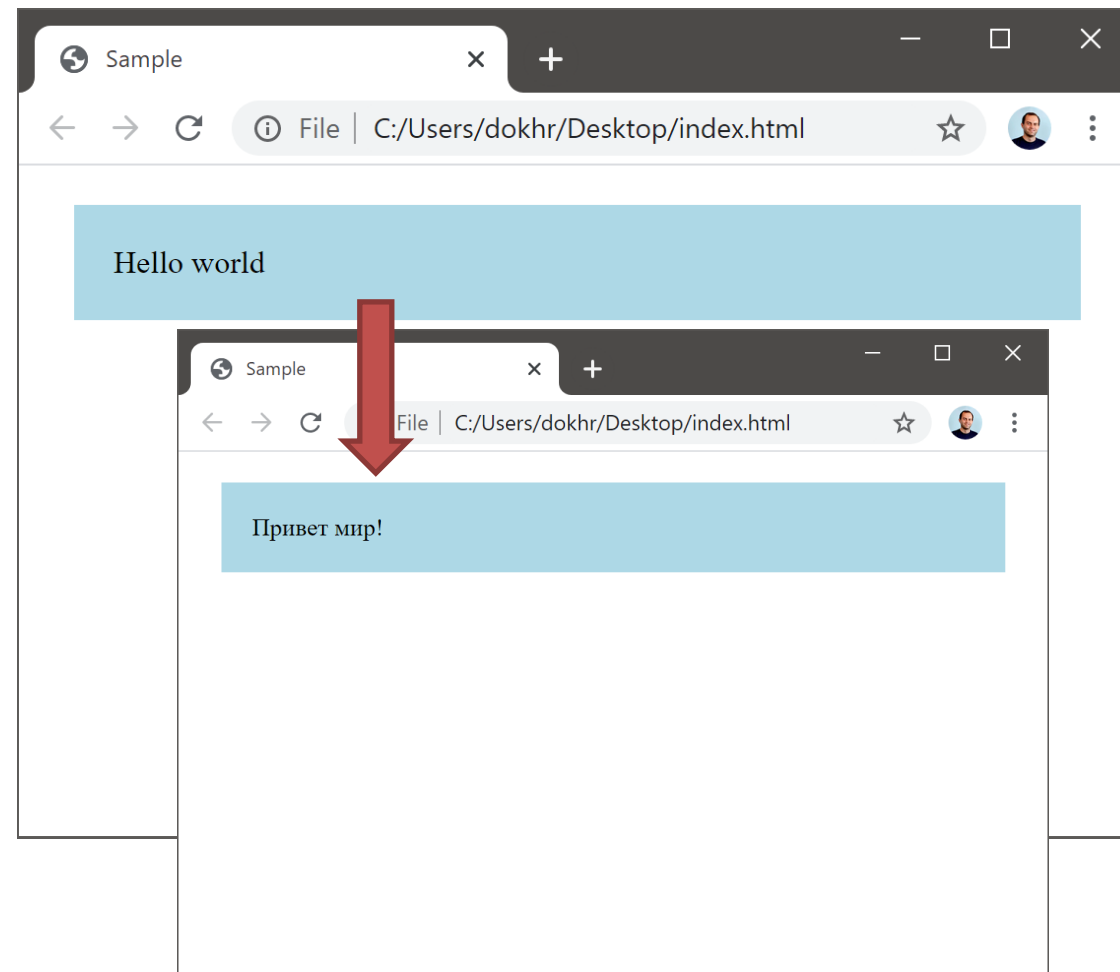 Sample
File C:/Users/dokhr/Desktop/index.html
Hello world
Sample
File C:/Users/dokhr/Desktop/index.html
Привет мир!